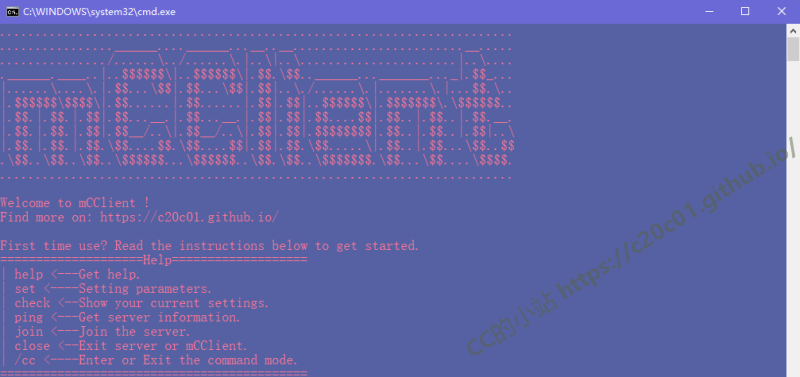 C:\WINDOWS\system32\cmd.exe
Welcome to mCClient !
Find more on: https://c20c01.github.io/
First time use? Read the instructions below to get started.
=====================Help====================
| help <---Get help.
| set <----Setting parameters.
| check <--Show your current settings.
| ping <---Get server information.
| join <---Join the server.
| close <--Exit server or mCClient.
| /cc <----Enter or Exit the command mode.
CC的小站 https://c20c01.github.io/